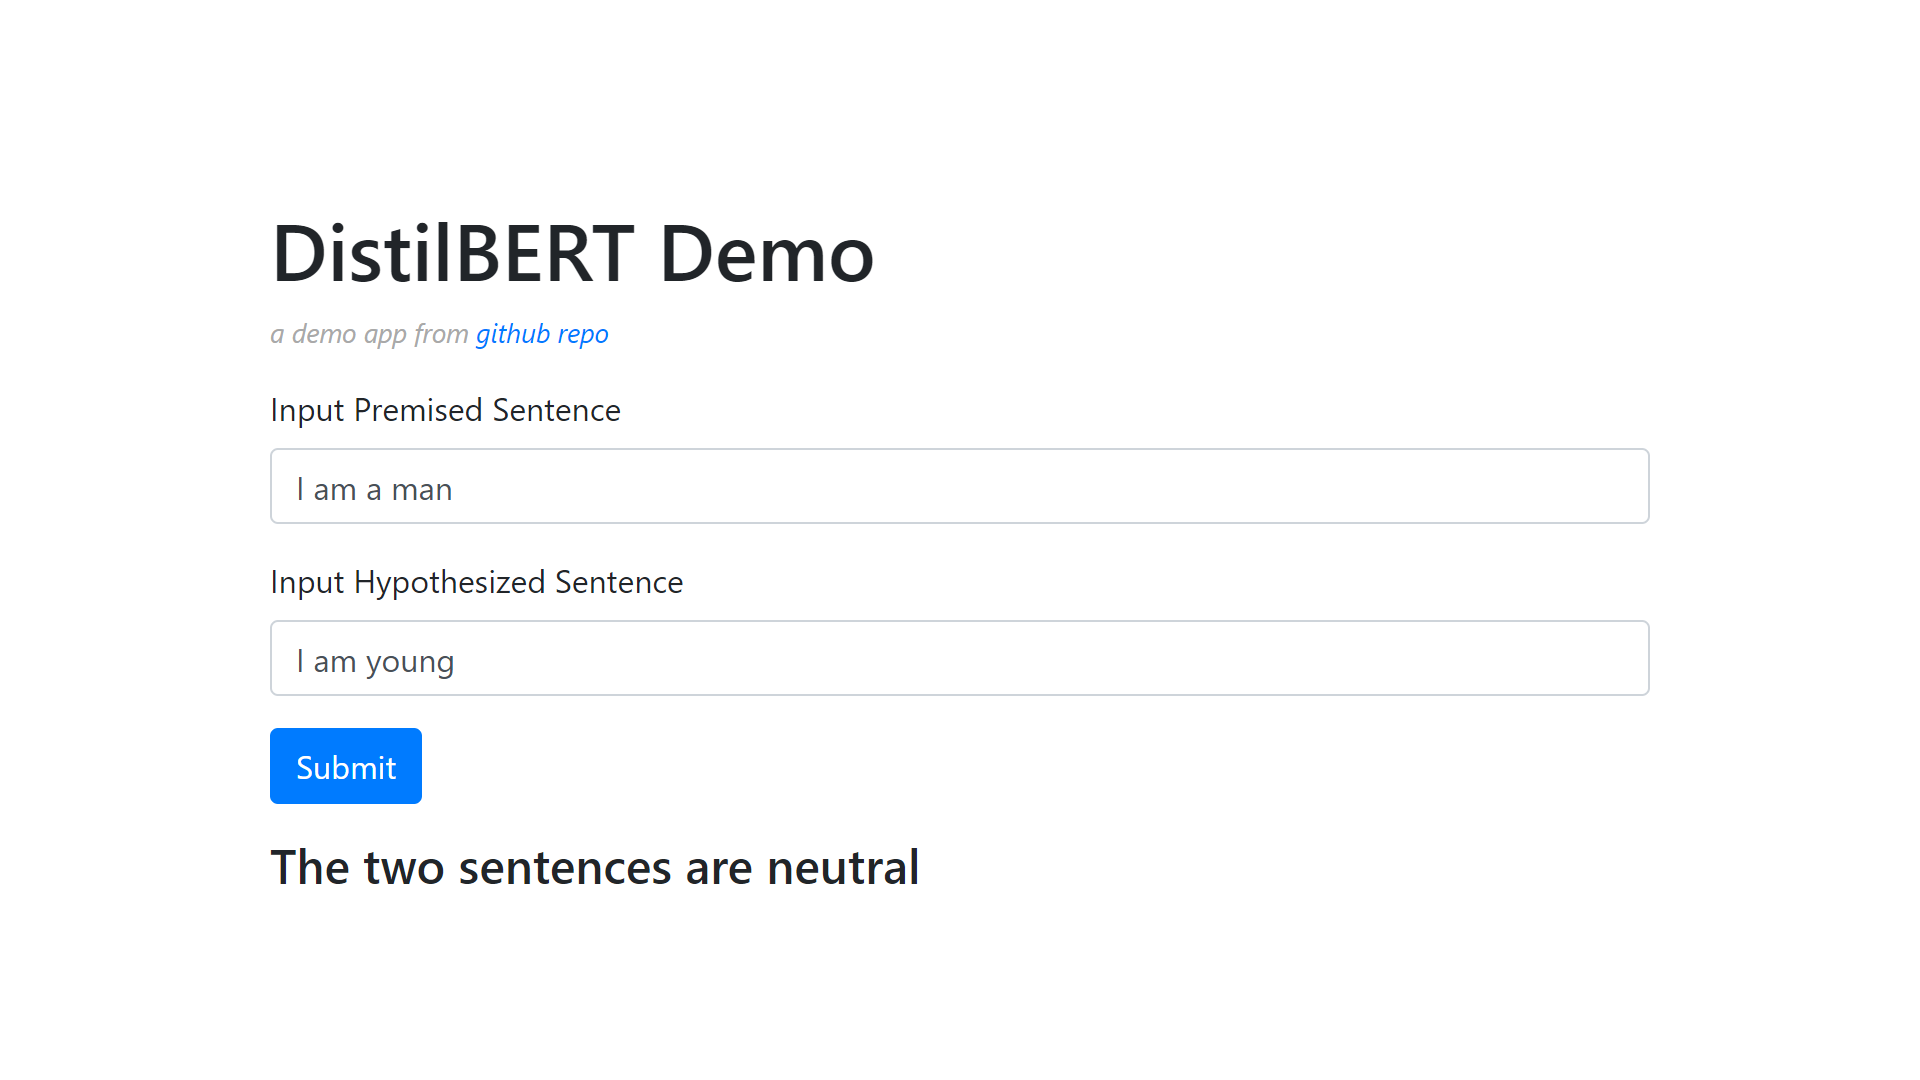 DistilBERT Demo
a demo app from github repo
Input Premised Sentence
I am a man
Input Hypothesized Sentence
I am young
Submit
The two sentences are neutral